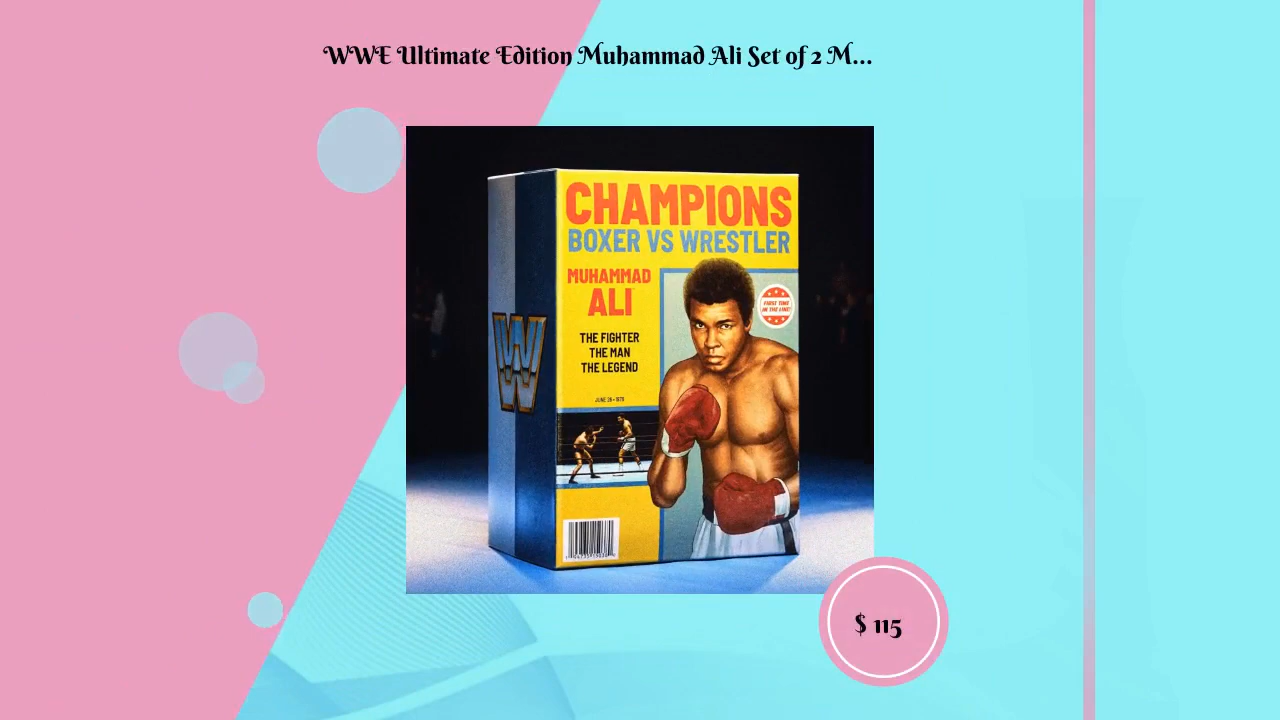 WWE Ultimate Edition Muhammad Ali Set of 2 M...
CHAMPIONS
BOXER VS WRESTLER
MUHAMMAD
ALI
FIRST TIME
IN THE LINE!
THE FIGHTER
THE MAN
THE LEGEND
$ 115